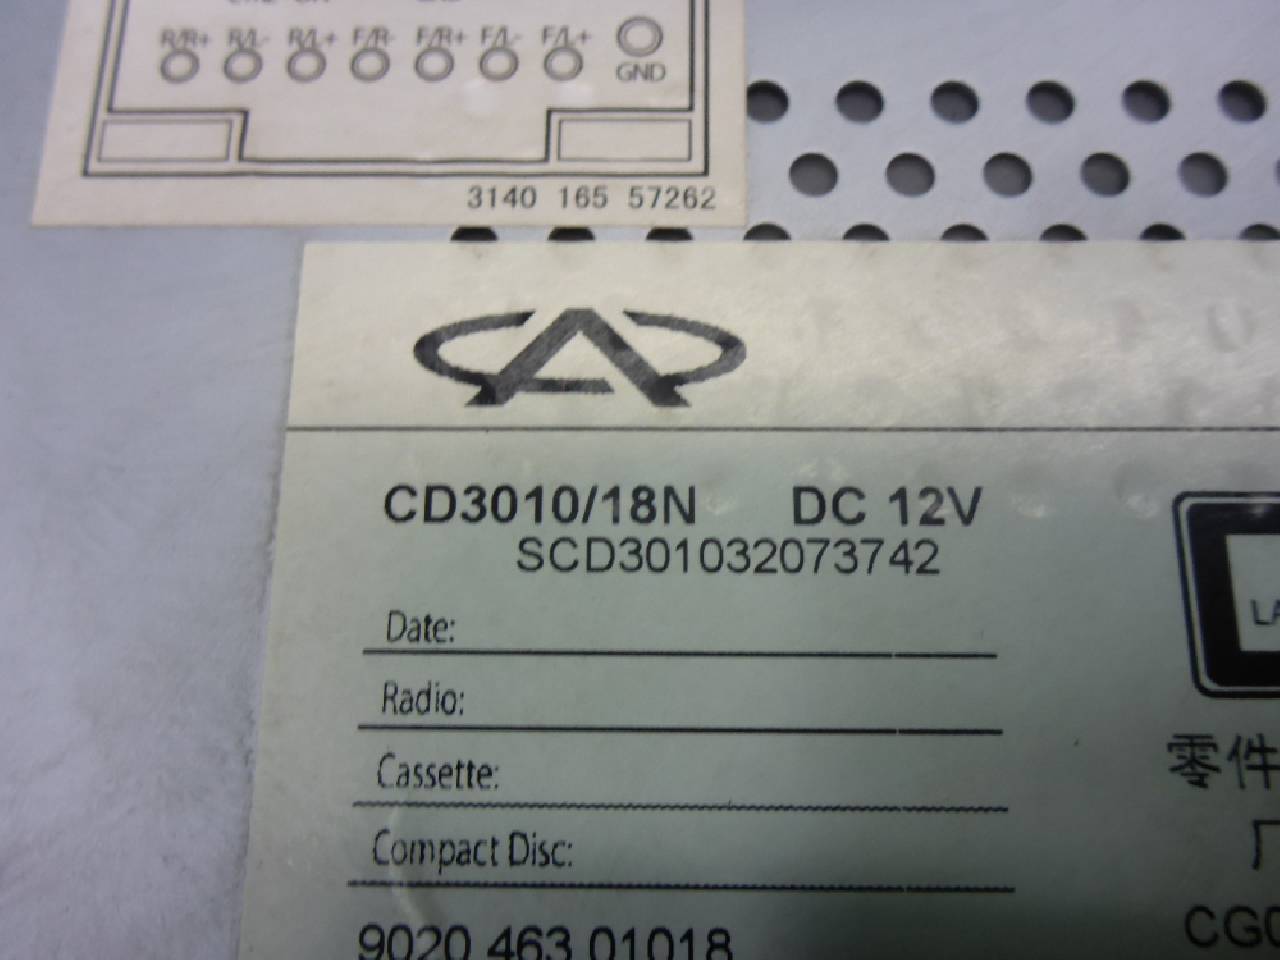 R/R+ R/L- R/L+ F/R- F/R+ F/L- F/L+
GND
3140 165 57262
CD3010/18N DC 12V
SCD301032073742
Date:
Radio:
Cassette:
零件
Compact Disc:
9020 463 01018